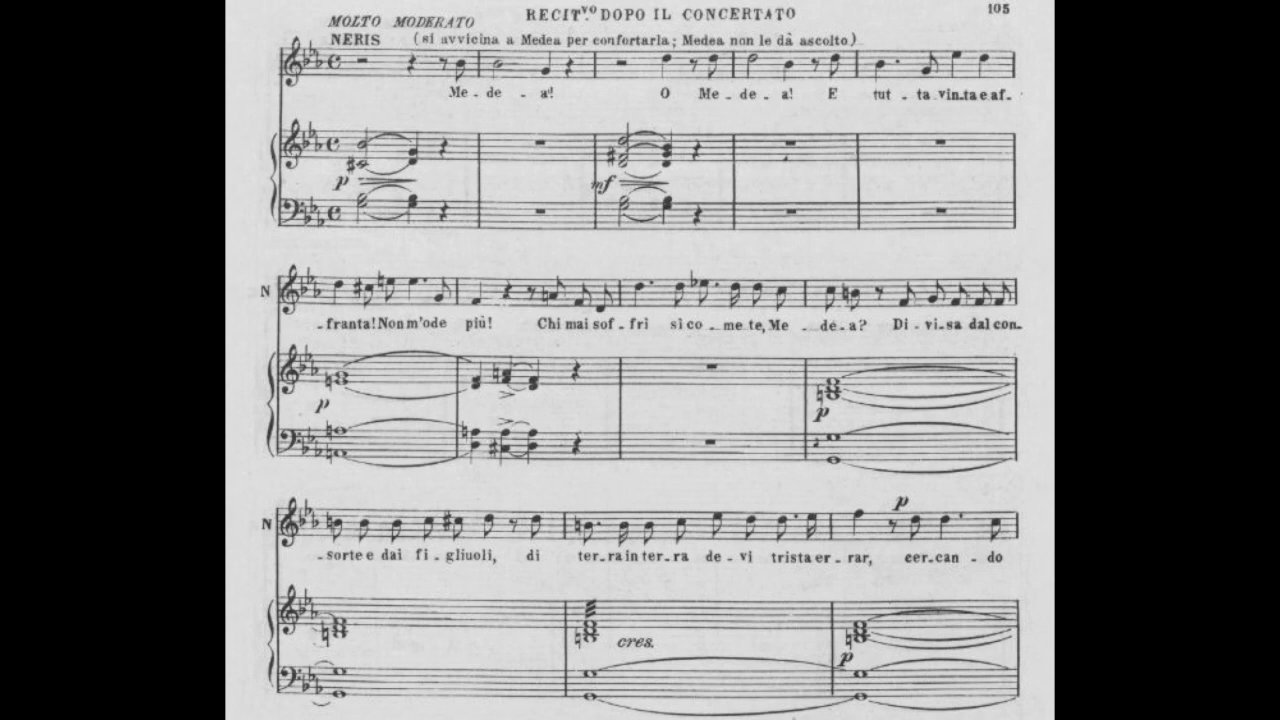 RECIT.VO DOPO IL CONCERTATO
105
MOLTO MODERATO
NERIS (si avvicina a Medea per confortarla; Medea non le dà ascolto)
Me - de - a! O Me - de - a! E tut - ta vin-ta e af-
p
mf
N
-franta! Non m'ode più! Chi mai sof - frì sì co - me te, Me - de - a? Di - vi - sa dal con-
p
p
N
p
-sorte e dai fi - gliuoli, di ter - ra in ter - ra de - vi trista er - rar, cer - can - do
cres.
p